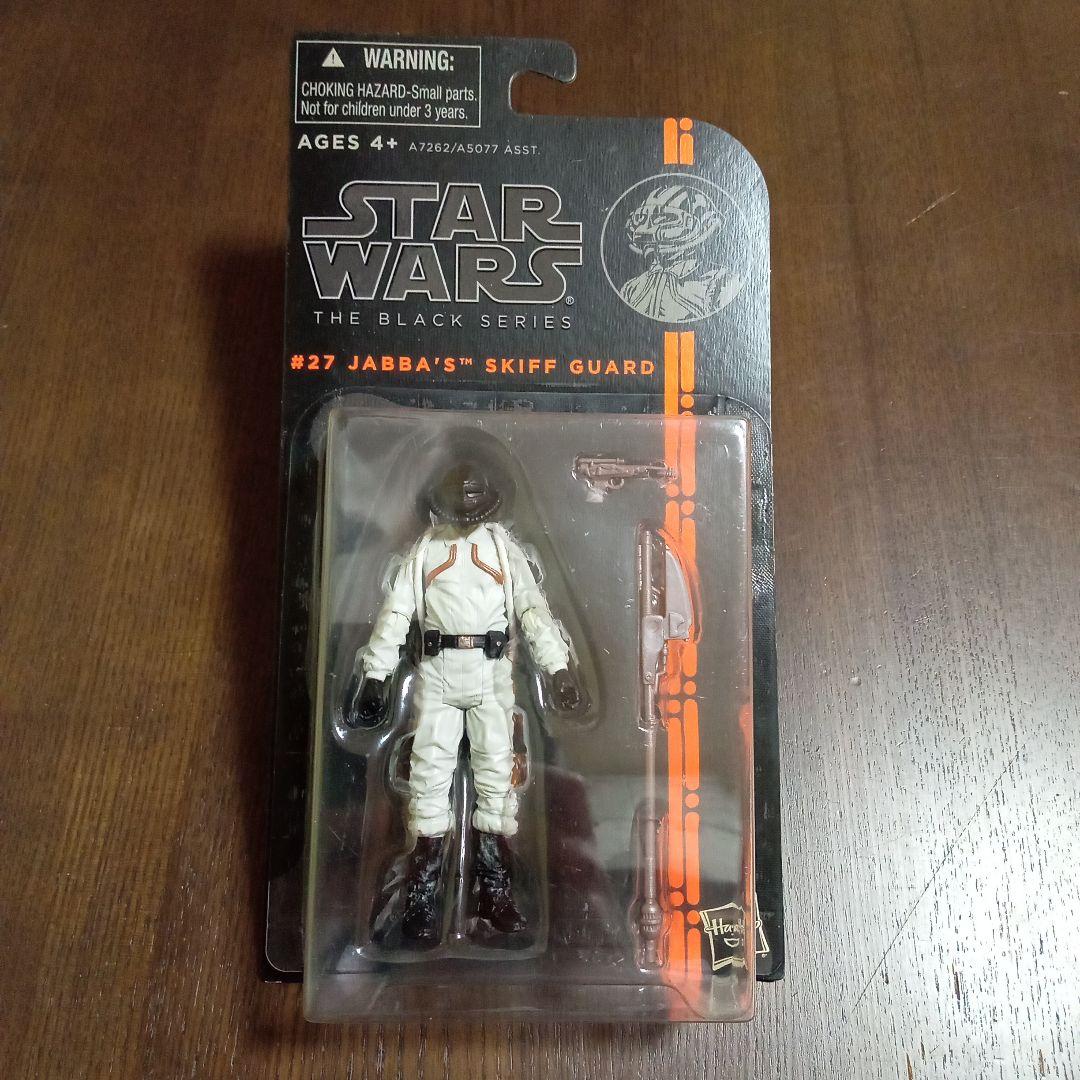 WARNING:
CHOKING HAZARD-Small parts.
Not for children under 3 years.
AGES 4+ A7262/A5077 ASST.
STAR
WARS®
THE BLACK SERIES
#27 JABBA'S™ SKIFF GUARD